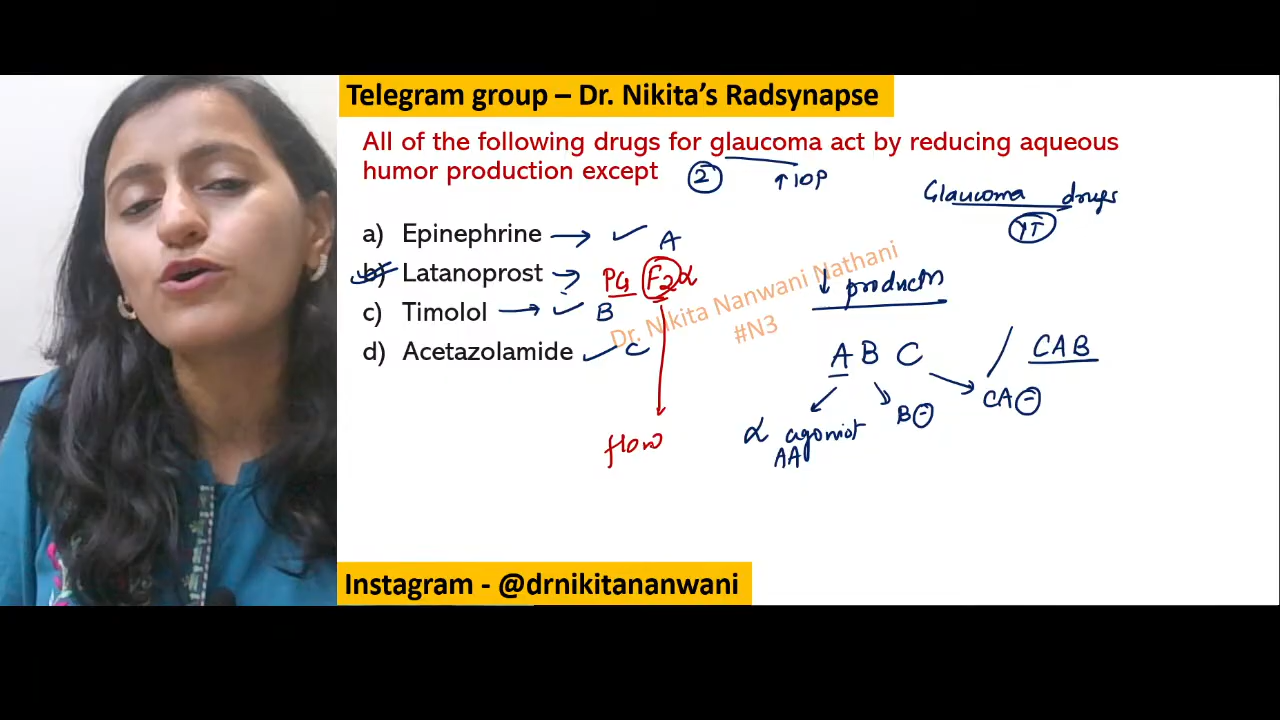 Telegram group – Dr. Nikita's Radsynapse
All of the following drugs for glaucoma act by reducing aqueous
humor production except
2 ↑ IOP
Glaucoma drugs
YT
a) Epinephrine → ✓ A
b) Latanoprost → PG F2α
c) Timolol → ✓ B
d) Acetazolamide ✓ C
Dr. Nikita Nanwani Nathani
#N3
↓ productn
A B C / CAB
α agonist
AA
B⊖
CA⊖
flow
Instagram - @drnikitananwani